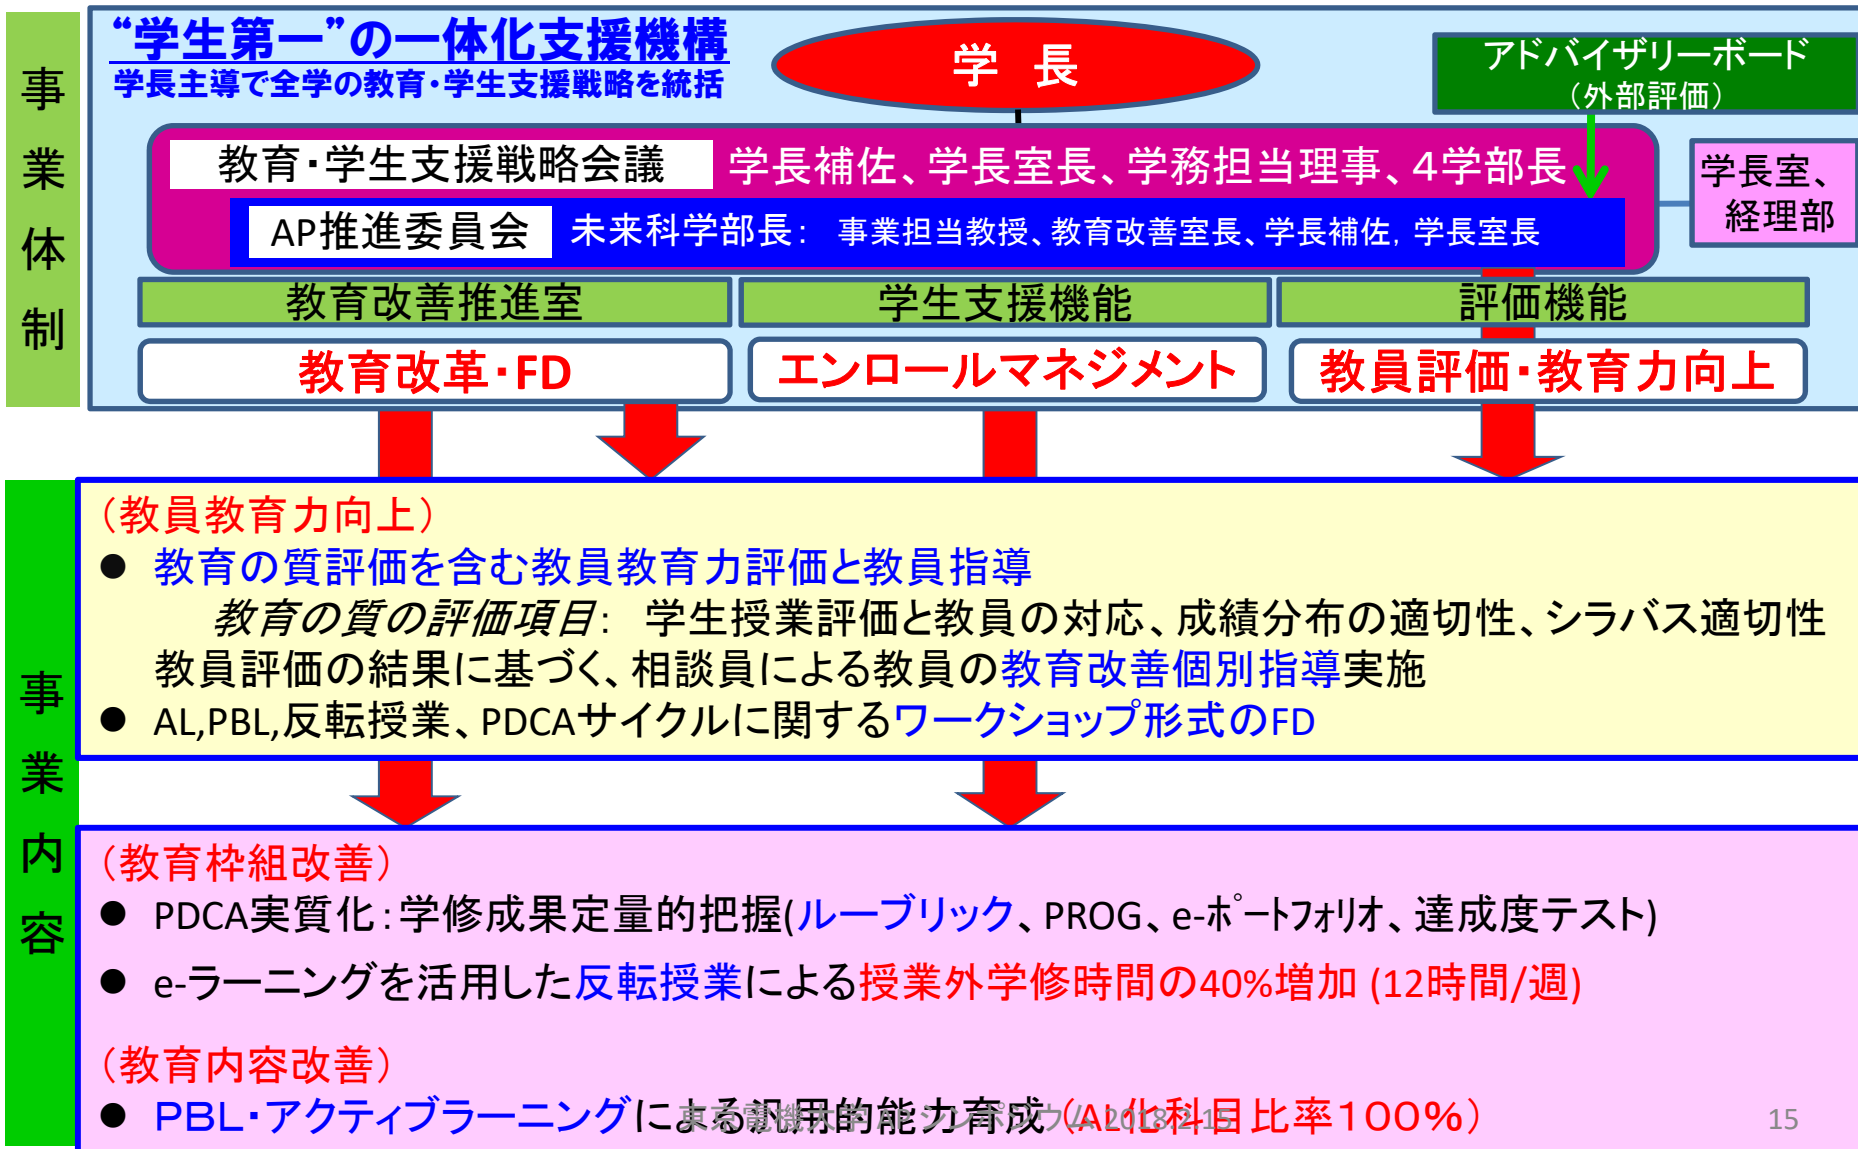 事業体制
“学生第一”の一体化支援機構
学長主導で全学の教育・学生支援戦略を統括
学 長
アドバイザリーボード
（外部評価）
教育・学生支援戦略会議
学長補佐、学長室長、学務担当理事、4学部長
学長室、
経理部
AP推進委員会
未来科学部長： 事業担当教授、教育改善室長、学長補佐，学長室長
教育改善推進室
学生支援機能
評価機能
教育改革・FD
エンロールマネジメント
教員評価・教育力向上
事業内容
（教員教育力向上）
● 教育の質評価を含む教員教育力評価と教員指導
教育の質の評価項目： 学生授業評価と教員の対応、成績分布の適切性、シラバス適切性
教員評価の結果に基づく、相談員による教員の教育改善個別指導実施
● AL,PBL,反転授業、PDCAサイクルに関するワークショップ形式のFD
（教育枠組改善）
● PDCA実質化：学修成果定量的把握(ルーブリック、PROG、e-ポートフォリオ、達成度テスト)
● e-ラーニングを活用した反転授業による授業外学修時間の40%増加 (12時間/週)
（教育内容改善）
● PBL・アクティブラーニングによる汎用的能力育成（AL化科目比率100%）
東京電機大学 AP シンポジウム 2018.2.15
15